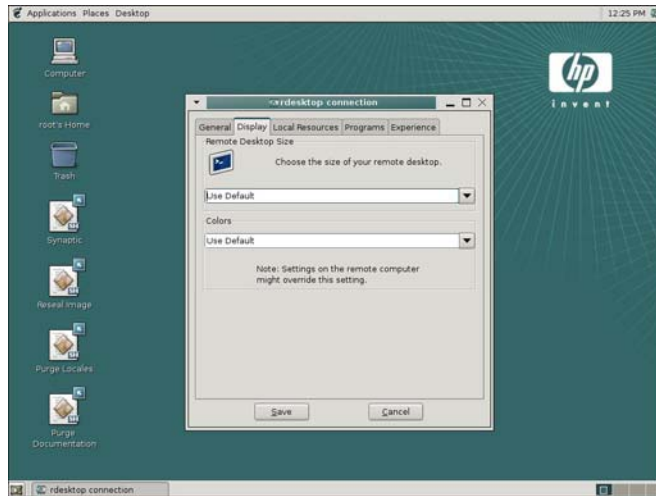 Applications Places Desktop
12:25 PM
Computer
root's Home
Trash
Synaptic
Reseal Image
Purge Locales
Purge
Documentation
hp
invent
rdesktop connection
General Display Local Resources Programs Experience
Remote Desktop Size
Choose the size of your remote desktop.
Use Default
Colors
Use Default
Note: Settings on the remote computer
might override this setting.
Save
Cancel
rdesktop connection